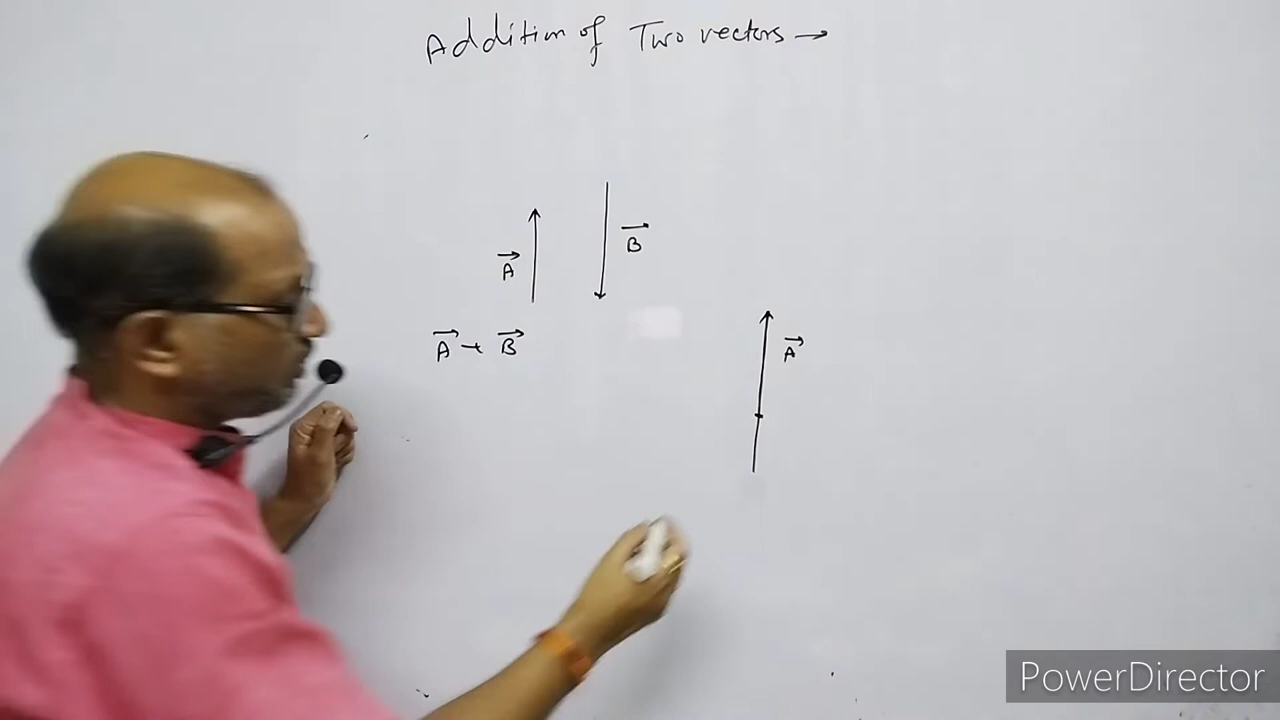 Addition of Two vectors →
A
B
A + B
A
PowerDirector